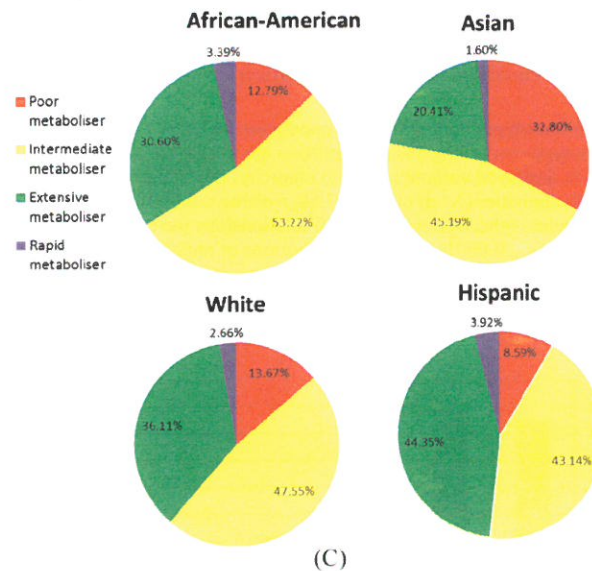 African-American
Asian
3.39%
12.79%
30.60%
53.22%
1.60%
32.80%
20.41%
45.19%
Poor
metaboliser
Intermediate
metaboliser
Extensive
metaboliser
Rapid
metaboliser
White
Hispanic
2.66%
13.67%
36.11%
47.55%
3.92%
8.59%
44.35%
43.14%
(C)